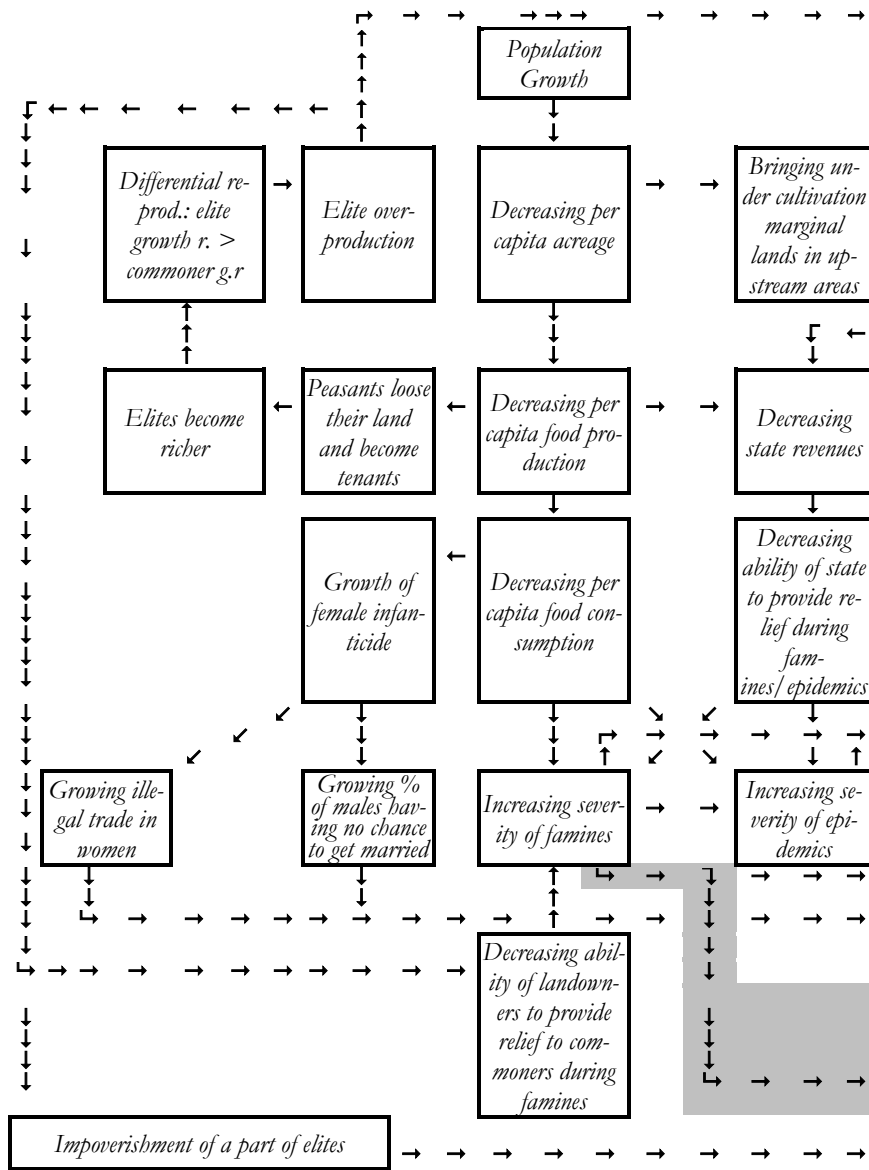 Population
Growth
Differential re-
prod.: elite
growth r. >
commoner g.r
Elite over-
production
Decreasing per
capita acreage
Bringing un-
der cultivation
marginal
lands in up-
stream areas
Elites become
richer
Peasants loose
their land
and become
tenants
Decreasing per
capita food pro-
duction
Decreasing
state revenues
Growth of
female infan-
ticide
Decreasing per
capita food con-
sumption
Decreasing
ability of state
to provide re-
lief during
fam-
ines/epidemics
Growing ille-
gal trade in
women
Growing %
of males hav-
ing no chance
to get married
Increasing sever-
ity of famines
Increasing se-
verity of epi-
demics
Decreasing abil-
ity of landown-
ers to provide
relief to com-
moners during
famines
Impoverishment of a part of elites